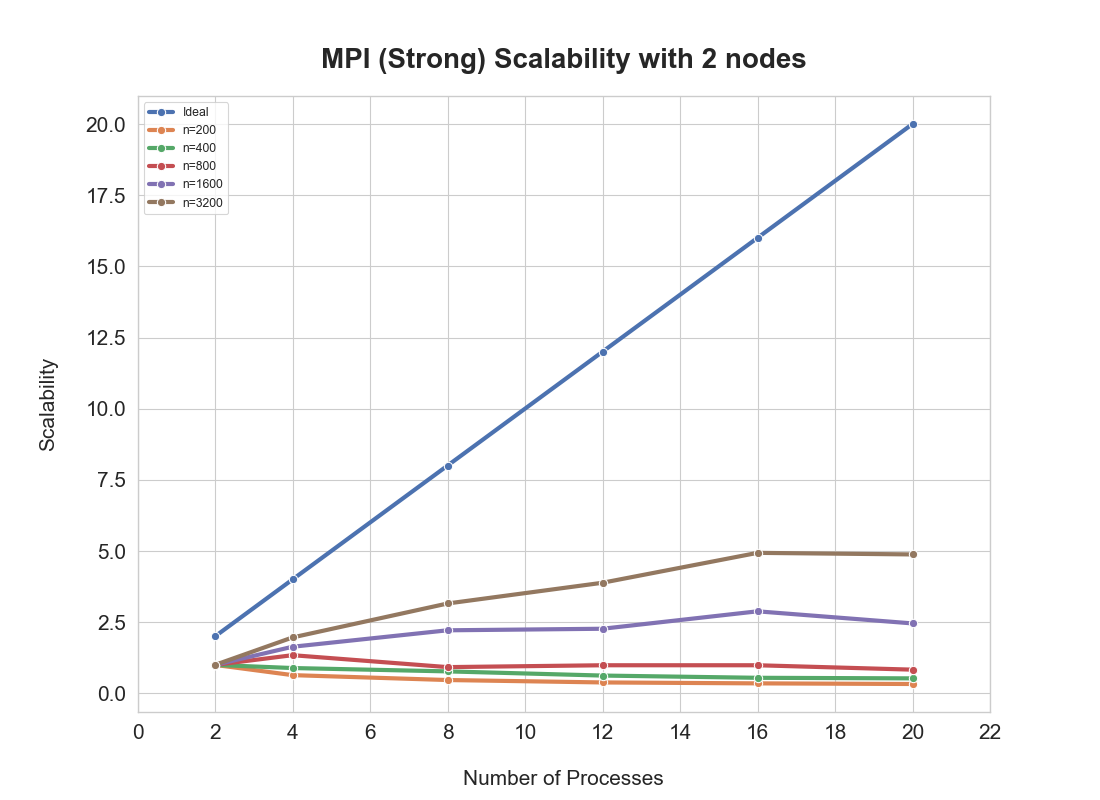 MPI (Strong) Scalability with 2 nodes
Ideal
n=200
n=400
n=800
n=1600
n=3200
20.0
17.5
15.0
12.5
10.0
7.5
5.0
2.5
0.0
Scalability
0 2 4 6 8 10 12 14 16 18 20 22
Number of Processes